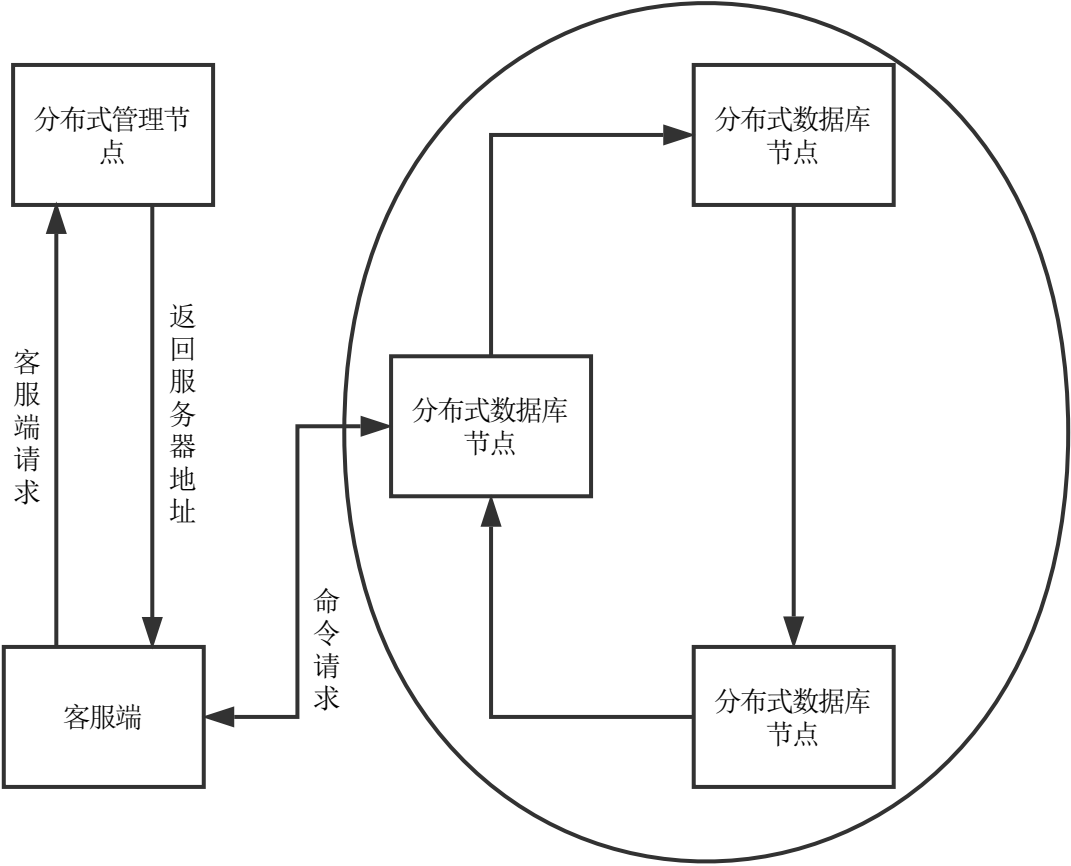 分布式管理节
点
分布式数据库
节点
返回服务器地址
客服端请求
分布式数据库
节点
命令请求
客服端
分布式数据库
节点